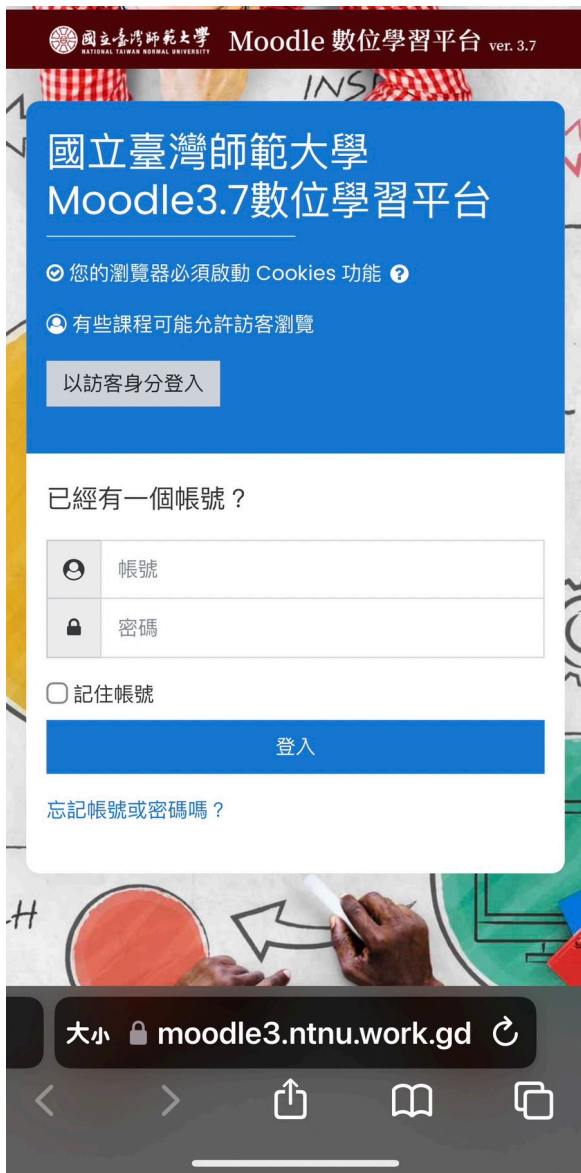 國立臺灣師範大學
NATIONAL TAIWAN NORMAL UNIVERSITY
Moodle 數位學習平台 ver. 3.7
INS
國立臺灣師範大學
Moodle3.7數位學習平台
您的瀏覽器必須啟動 Cookies 功能 ?
有些課程可能允許訪客瀏覽
以訪客身分登入
已經有一個帳號？
帳號
密碼
記住帳號
登入
忘記帳號或密碼嗎？
H
大小 moodle3.ntnu.work.gd